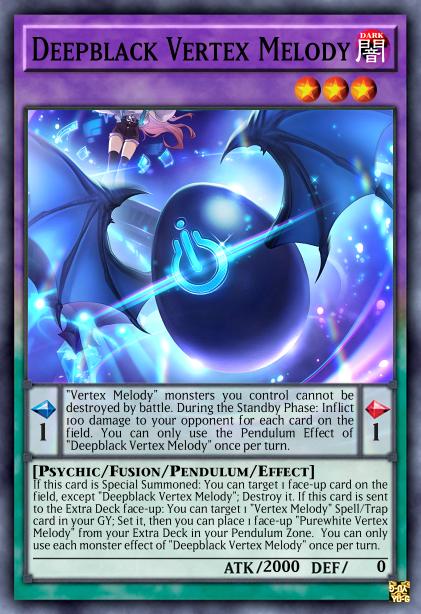 DEEPBLACK VERTEX MELODY
DARK
闇
"Vertex Melody" monsters you control cannot be
destroyed by battle. During the Standby Phase: Inflict
100 damage to your opponent for each card on the
field. You can only use the Pendulum Effect of
"Deepblack Vertex Melody" once per turn.
1
1
[PSYCHIC/FUSION/PENDULUM/EFFECT]
If this card is Special Summoned: You can target 1 face-up card on the
field, except "Deepblack Vertex Melody"; Destroy it. If this card is sent
to the Extra Deck face-up: You can target 1 "Vertex Melody" Spell/Trap
card in your GY; Set it, then you can place 1 face-up "Purewhite Vertex
Melody" from your Extra Deck in your Pendulum Zone. You can only
use each monster effect of "Deepblack Vertex Melody" once per turn.
ATK/2000 DEF/ 0